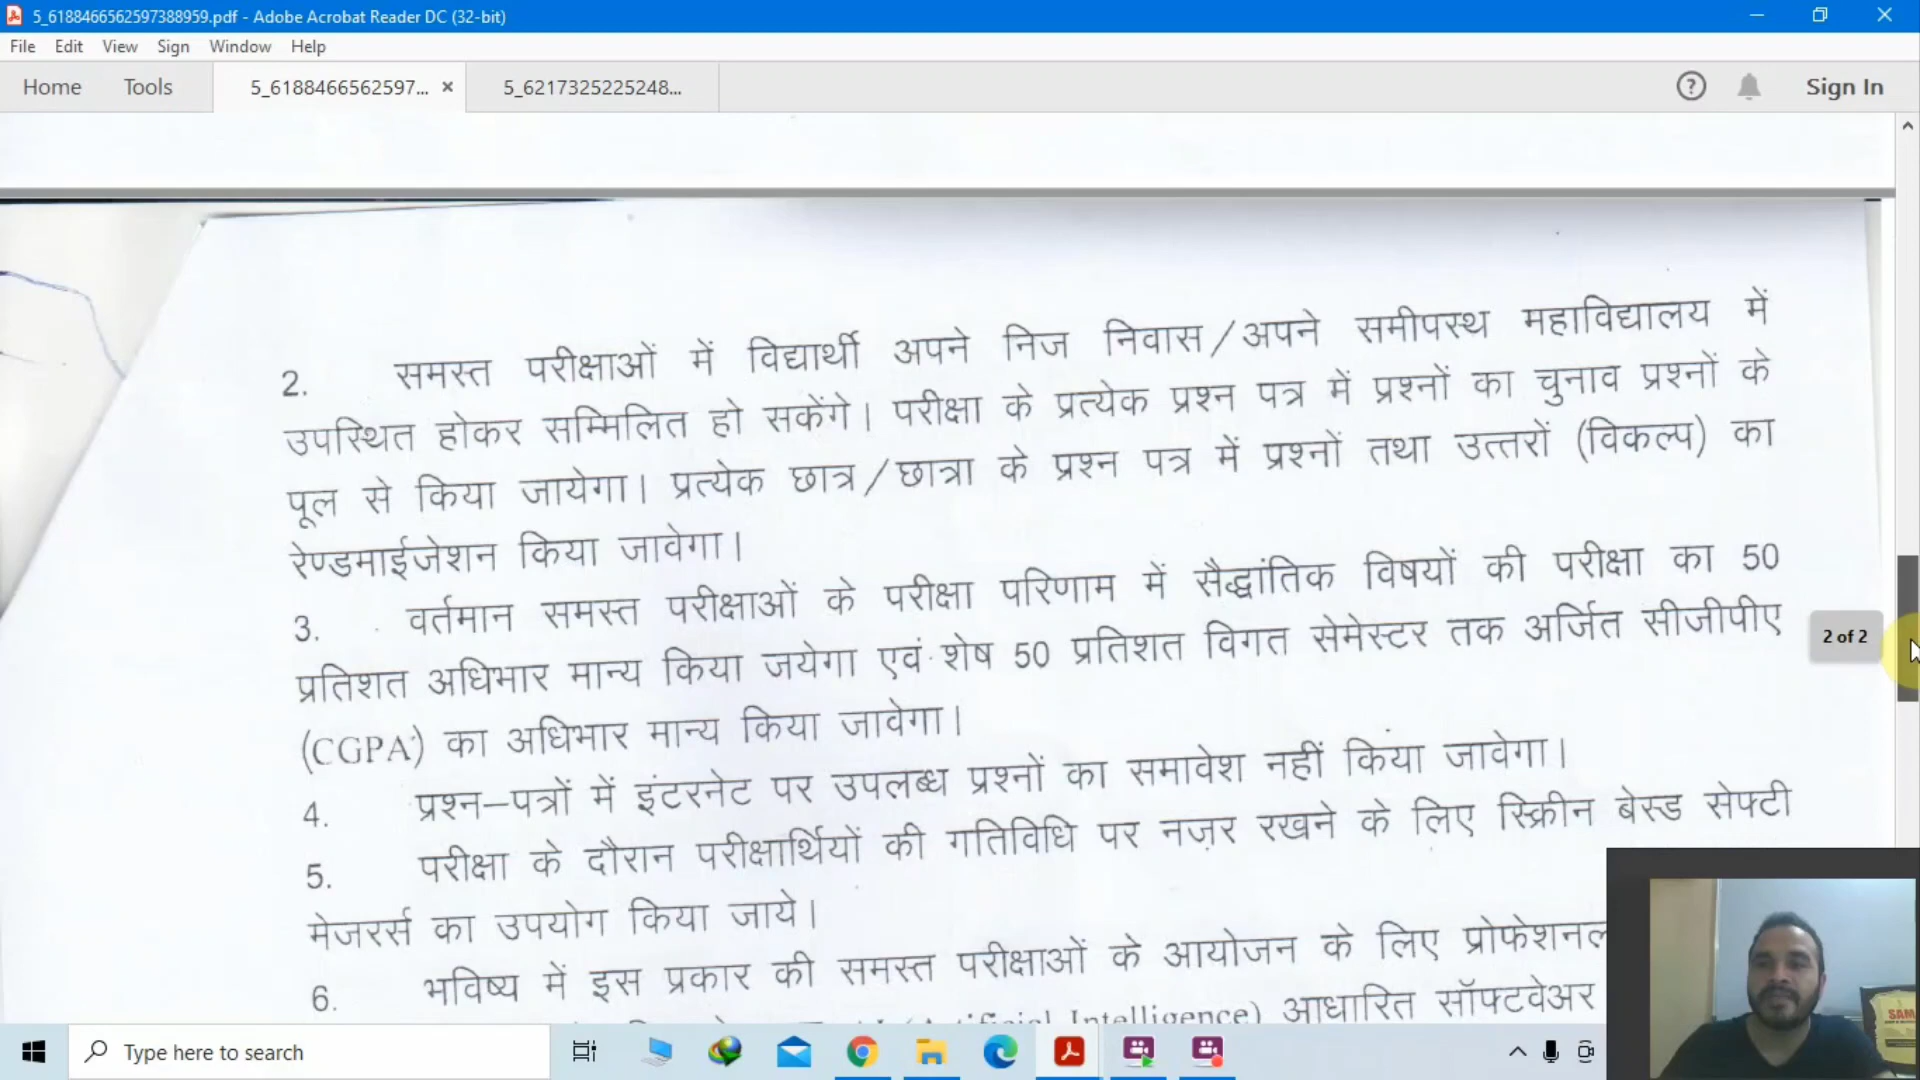 5_6188466562597388959.pdf - Adobe Acrobat Reader DC (32-bit)
File Edit View Sign Window Help
Home Tools 5_6188466562597... × 5_6217325225248... Sign In
2. समस्त परीक्षाओं में विद्यार्थी अपने निज निवास/अपने समीपस्थ महाविद्यालय में
उपस्थित होकर सम्मिलित हो सकेंगे। परीक्षा के प्रत्येक प्रश्न पत्र में प्रश्नों का चुनाव प्रश्नों के
पूल से किया जायेगा। प्रत्येक छात्र/छात्रा के प्रश्न पत्र में प्रश्नों तथा उत्तरों (विकल्प) का
रेण्डमाईजेशन किया जावेगा।
3. वर्तमान समस्त परीक्षाओं के परीक्षा परिणाम में सैद्धांतिक विषयों की परीक्षा का 50
प्रतिशत अधिभार मान्य किया जयेगा एवं शेष 50 प्रतिशत विगत सेमेस्टर तक अर्जित सीजीपीए
(CGPA) का अधिभार मान्य किया जावेगा।
4. प्रश्न–पत्रों में इंटरनेट पर उपलब्ध प्रश्नों का समावेश नहीं किया जावेगा।
5. परीक्षा के दौरान परीक्षार्थियों की गतिविधि पर नज़र रखने के लिए स्क्रीन बेस्ड सेफ्टी
मेजरर्स का उपयोग किया जाये।
6. भविष्य में इस प्रकार की समस्त परीक्षाओं के आयोजन के लिए प्रोफेशनल
Intelligence) आधारित सॉफ्टवेअर
2 of 2
SAM
Type here to search